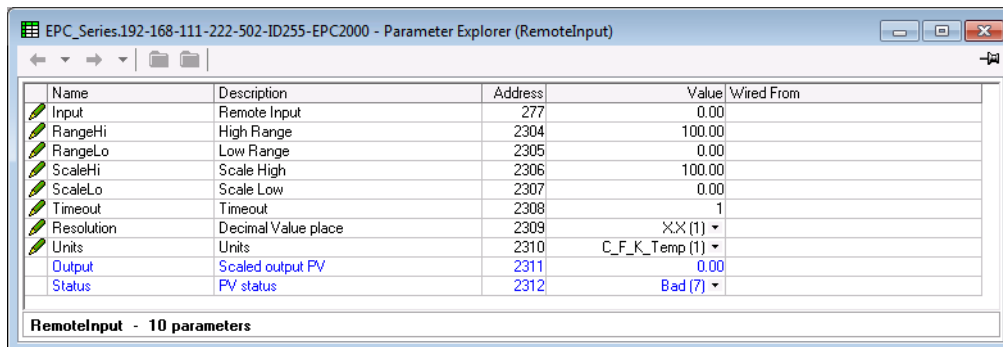 EPC_Series.192-168-111-222-502-ID255-EPC2000 - Parameter Explorer (RemoteInput)
Name Description Address Value Wired From
Input Remote Input 277 0.00
RangeHi High Range 2304 100.00
RangeLo Low Range 2305 0.00
ScaleHi Scale High 2306 100.00
ScaleLo Scale Low 2307 0.00
Timeout Timeout 2308 1
Resolution Decimal Value place 2309 X.X (1)
Units Units 2310 C_F_K_Temp (1)
Output Scaled output PV 2311 0.00
Status PV status 2312 Bad (7)
RemoteInput - 10 parameters